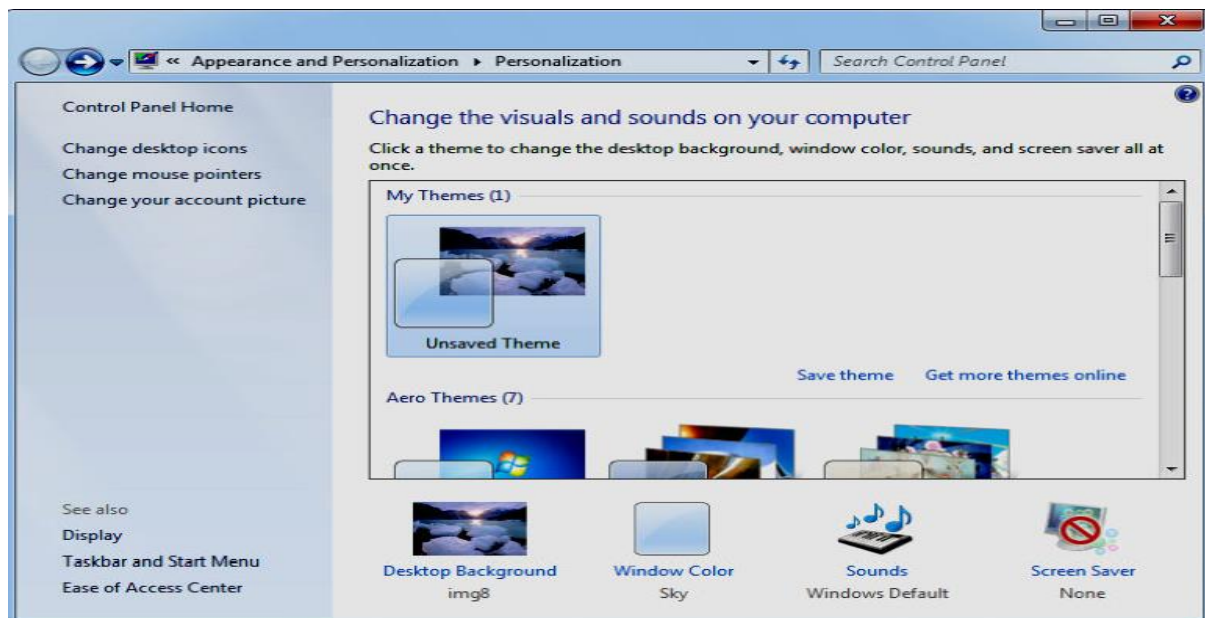 « Appearance and Personalization ▸ Personalization
Search Control Panel
Control Panel Home
Change desktop icons
Change mouse pointers
Change your account picture
See also
Display
Taskbar and Start Menu
Ease of Access Center
Change the visuals and sounds on your computer
Click a theme to change the desktop background, window color, sounds, and screen saver all at
once.
My Themes (1)
Unsaved Theme
Save theme Get more themes online
Aero Themes (7)
Desktop Background Window Color Sounds Screen Saver
img8 Sky Windows Default None